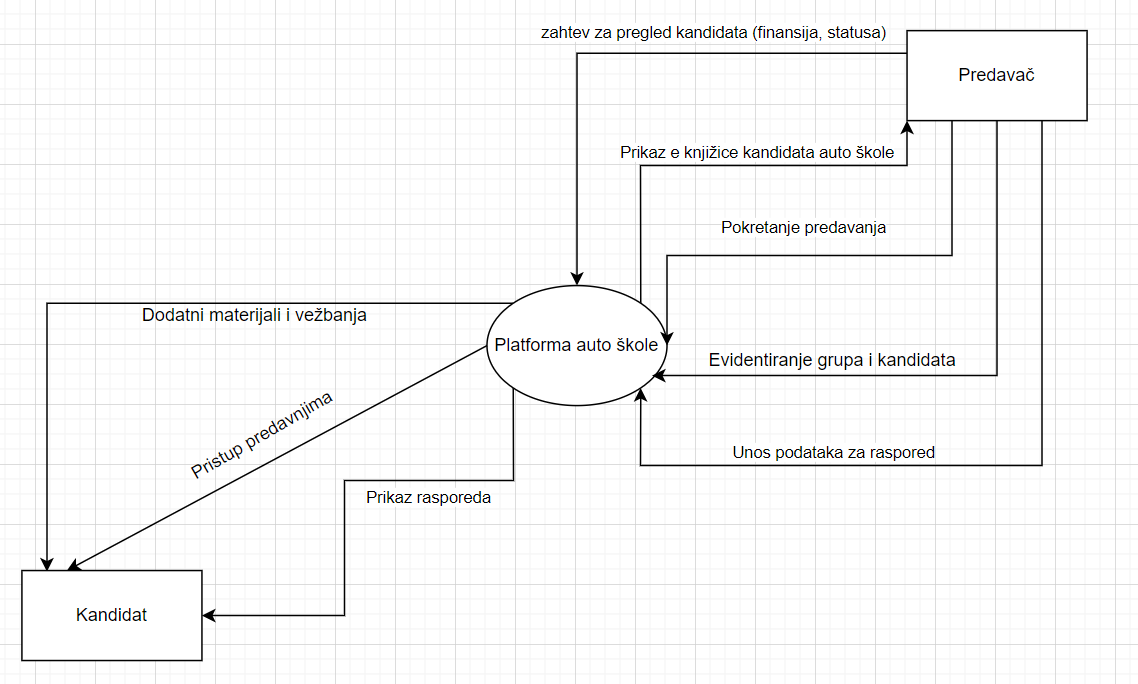 zahtev za pregled kandidata (finansija, statusa)
Predavač
Prikaz e knjižice kandidata auto škole
Pokretanje predavanja
Dodatni materijali i vežbanja
Platforma auto škole
Evidentiranje grupa i kandidata
Pristup predavnjima
Unos podataka za raspored
Prikaz rasporeda
Kandidat